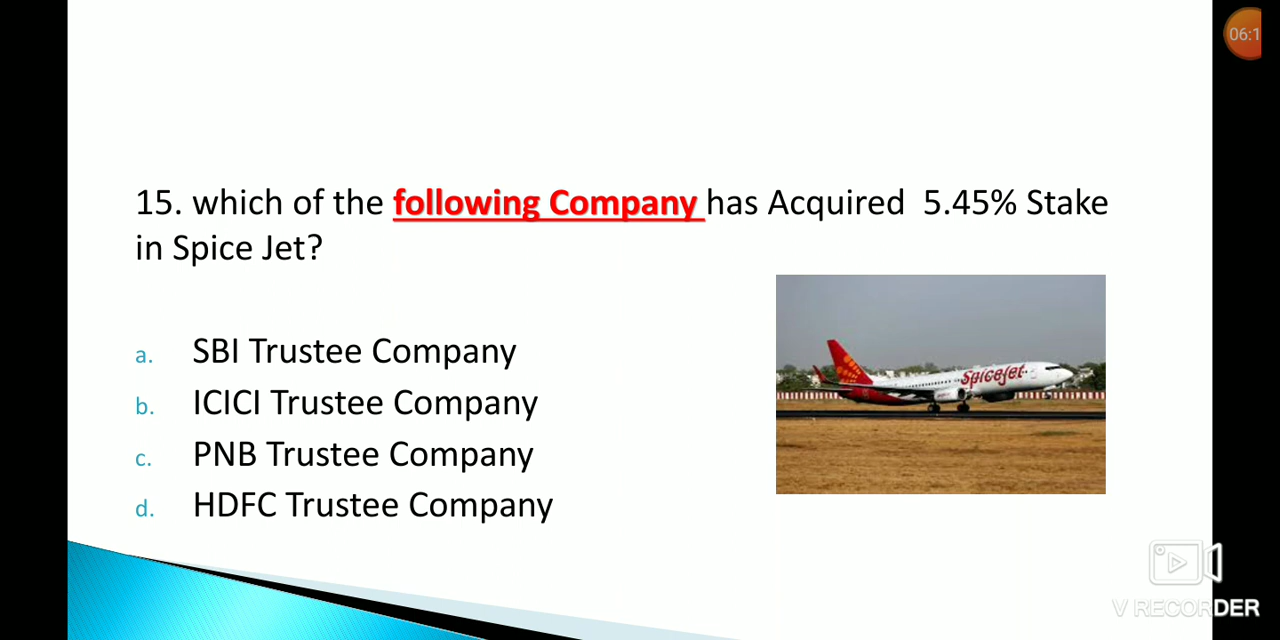 06:1
15. which of the following Company has Acquired 5.45% Stake
in Spice Jet?
a. SBI Trustee Company
b. ICICI Trustee Company
c. PNB Trustee Company
d. HDFC Trustee Company
SpiceJet
V RECORDER